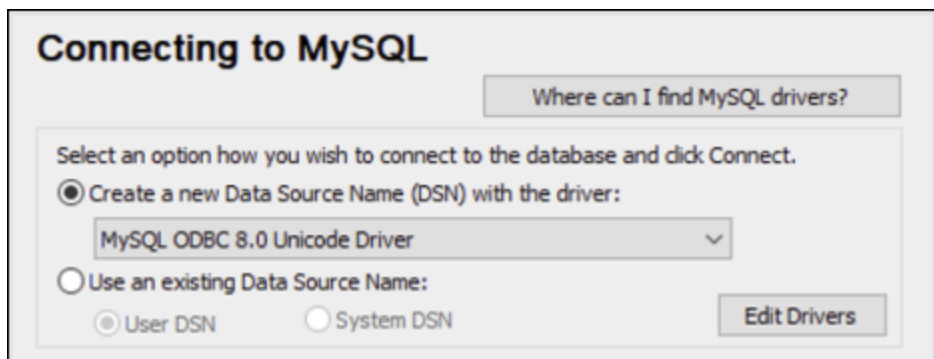 Connecting to MySQL
Where can I find MySQL drivers?
Select an option how you wish to connect to the database and click Connect.
Create a new Data Source Name (DSN) with the driver:
MySQL ODBC 8.0 Unicode Driver
Use an existing Data Source Name:
User DSN System DSN
Edit Drivers